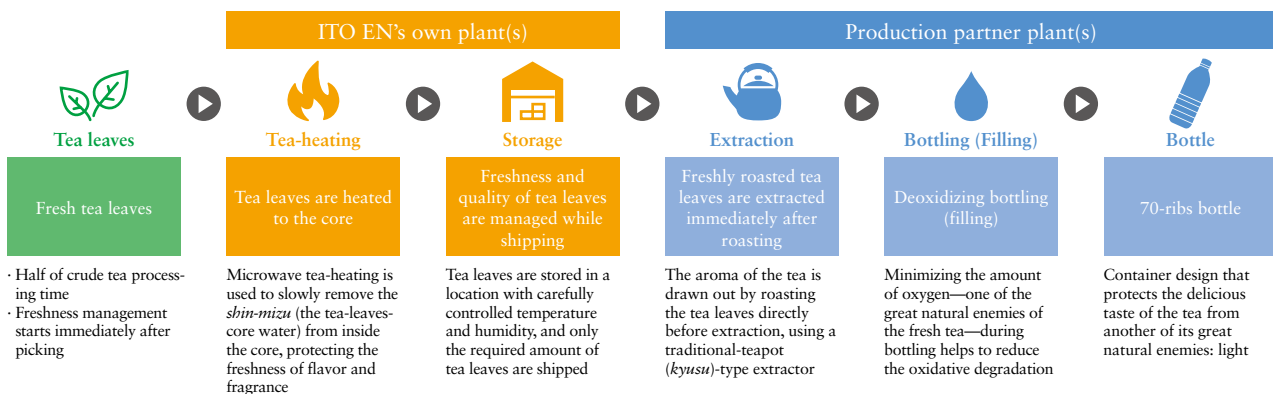 ITO EN's own plant(s)
Production partner plant(s)
Tea leaves
Fresh tea leaves
· Half of crude tea process-
ing time
· Freshness management
starts immediately after
picking
Tea-heating
Tea leaves are heated
to the core
Microwave tea-heating is
used to slowly remove the
shin-mizu (the tea-leaves-
core water) from inside
the core, protecting the
freshness of flavor and
fragrance
Storage
Freshness and
quality of tea leaves
are managed while
shipping
Tea leaves are stored in a
location with carefully
controlled temperature
and humidity, and only
the required amount of
tea leaves are shipped
Extraction
Freshly roasted tea
leaves are extracted
immediately after
roasting
The aroma of the tea is
drawn out by roasting
the tea leaves directly
before extraction, using a
traditional-teapot
(kyusu)-type extractor
Bottling (Filling)
Deoxidizing bottling
(filling)
Minimizing the amount
of oxygen—one of the
great natural enemies of
the fresh tea—during
bottling helps to reduce
the oxidative degradation
Bottle
70-ribs bottle
Container design that
protects the delicious
taste of the tea from
another of its great
natural enemies: light